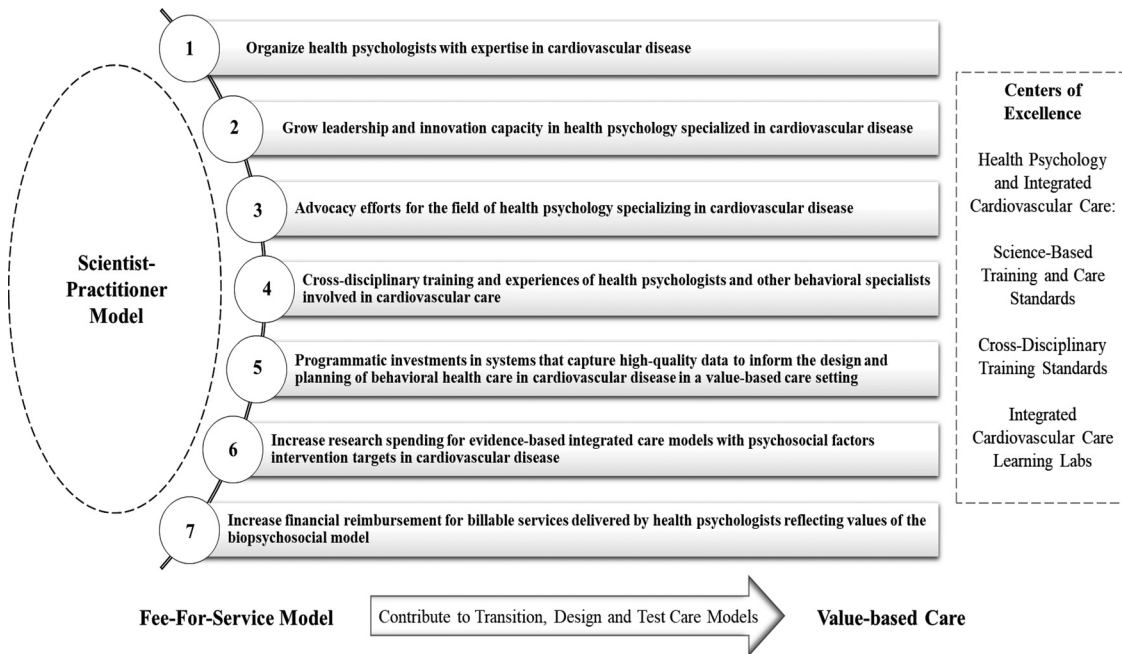 Scientist-
Practitioner
Model
1
Organize health psychologists with expertise in cardiovascular disease
2
Grow leadership and innovation capacity in health psychology specialized in cardiovascular disease
3
Advocacy efforts for the field of health psychology specializing in cardiovascular disease
4
Cross-disciplinary training and experiences of health psychologists and other behavioral specialists
involved in cardiovascular care
5
Programmatic investments in systems that capture high-quality data to inform the design and
planning of behavioral health care in cardiovascular disease in a value-based care setting
6
Increase research spending for evidence-based integrated care models with psychosocial factors
intervention targets in cardiovascular disease
7
Increase financial reimbursement for billable services delivered by health psychologists reflecting values of the
biopsychosocial model
Centers of
Excellence
Health Psychology
and Integrated
Cardiovascular Care:
Science-Based
Training and Care
Standards
Cross-Disciplinary
Training Standards
Integrated
Cardiovascular Care
Learning Labs
Fee-For-Service Model
Contribute to Transition, Design and Test Care Models
Value-based Care